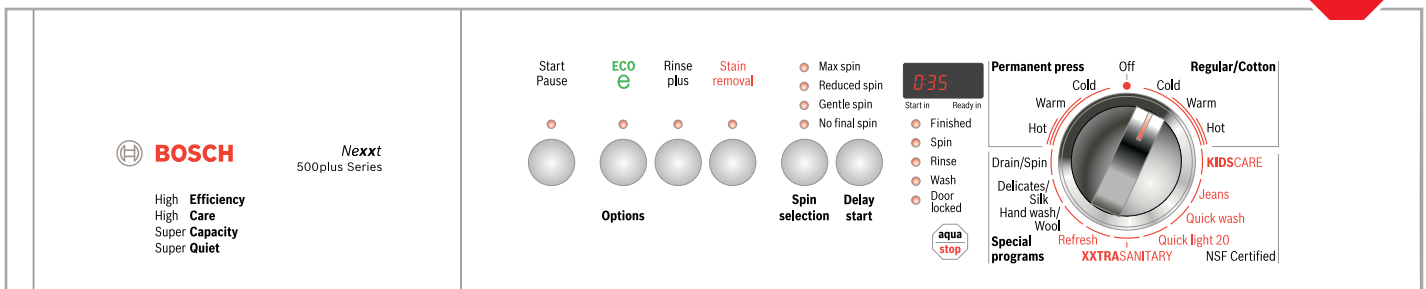 BOSCH
Nexxt
500plus Series
High Efficiency
High Care
Super Capacity
Super Quiet
Start
Pause
ECO
e
Rinse
plus
Stain
removal
Options
Max spin
Reduced spin
Gentle spin
No final spin
Spin
selection
Delay
start
0:35
Start in Ready in
Finished
Spin
Rinse
Wash
Door
locked
aqua
stop
Permanent press
Off
Regular/Cotton
Cold
Warm
Hot
Cold
Warm
Hot
Drain/Spin
Delicates/
Silk
Hand wash/
Wool
Refresh
Special
programs
XXTRASANITARY
KIDSCARE
Jeans
Quick wash
Quick light 20
NSF Certified